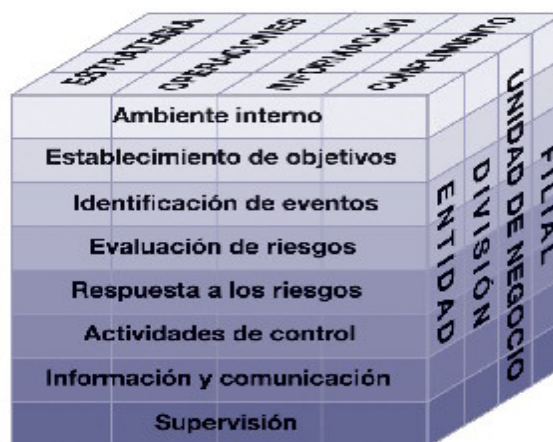 ESTRATEGIA
OPERACIONES
INFORMACIÓN
CUMPLIMIENTO
Ambiente interno
Establecimiento de objetivos
Identificación de eventos
Evaluación de riesgos
Respuesta a los riesgos
Actividades de control
Información y comunicación
Supervisión
ENTIDAD
DIVISIÓN
UNIDAD DE NEGOCIO
FILIAL